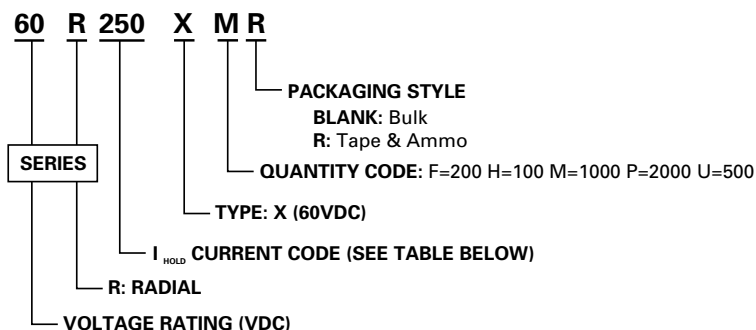 60 R 250 X M R
PACKAGING STYLE
BLANK: Bulk
R: Tape & Ammo
SERIES
QUANTITY CODE: F=200 H=100 M=1000 P=2000 U=500
TYPE: X (60VDC)
I HOLD CURRENT CODE (SEE TABLE BELOW)
R: RADIAL
VOLTAGE RATING (VDC)